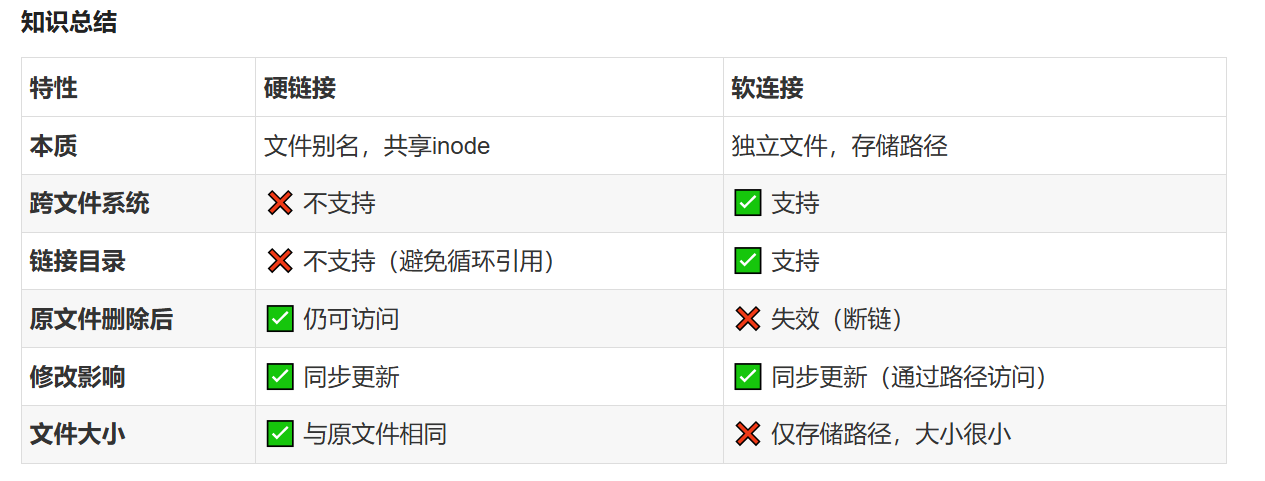 知识总结
特性 硬链接 软连接
本质 文件别名，共享inode 独立文件，存储路径
跨文件系统 ❌ 不支持 ✅ 支持
链接目录 ❌ 不支持（避免循环引用） ✅ 支持
原文件删除后 ✅ 仍可访问 ❌ 失效（断链）
修改影响 ✅ 同步更新 ✅ 同步更新（通过路径访问）
文件大小 ✅ 与原文件相同 ❌ 仅存储路径，大小很小